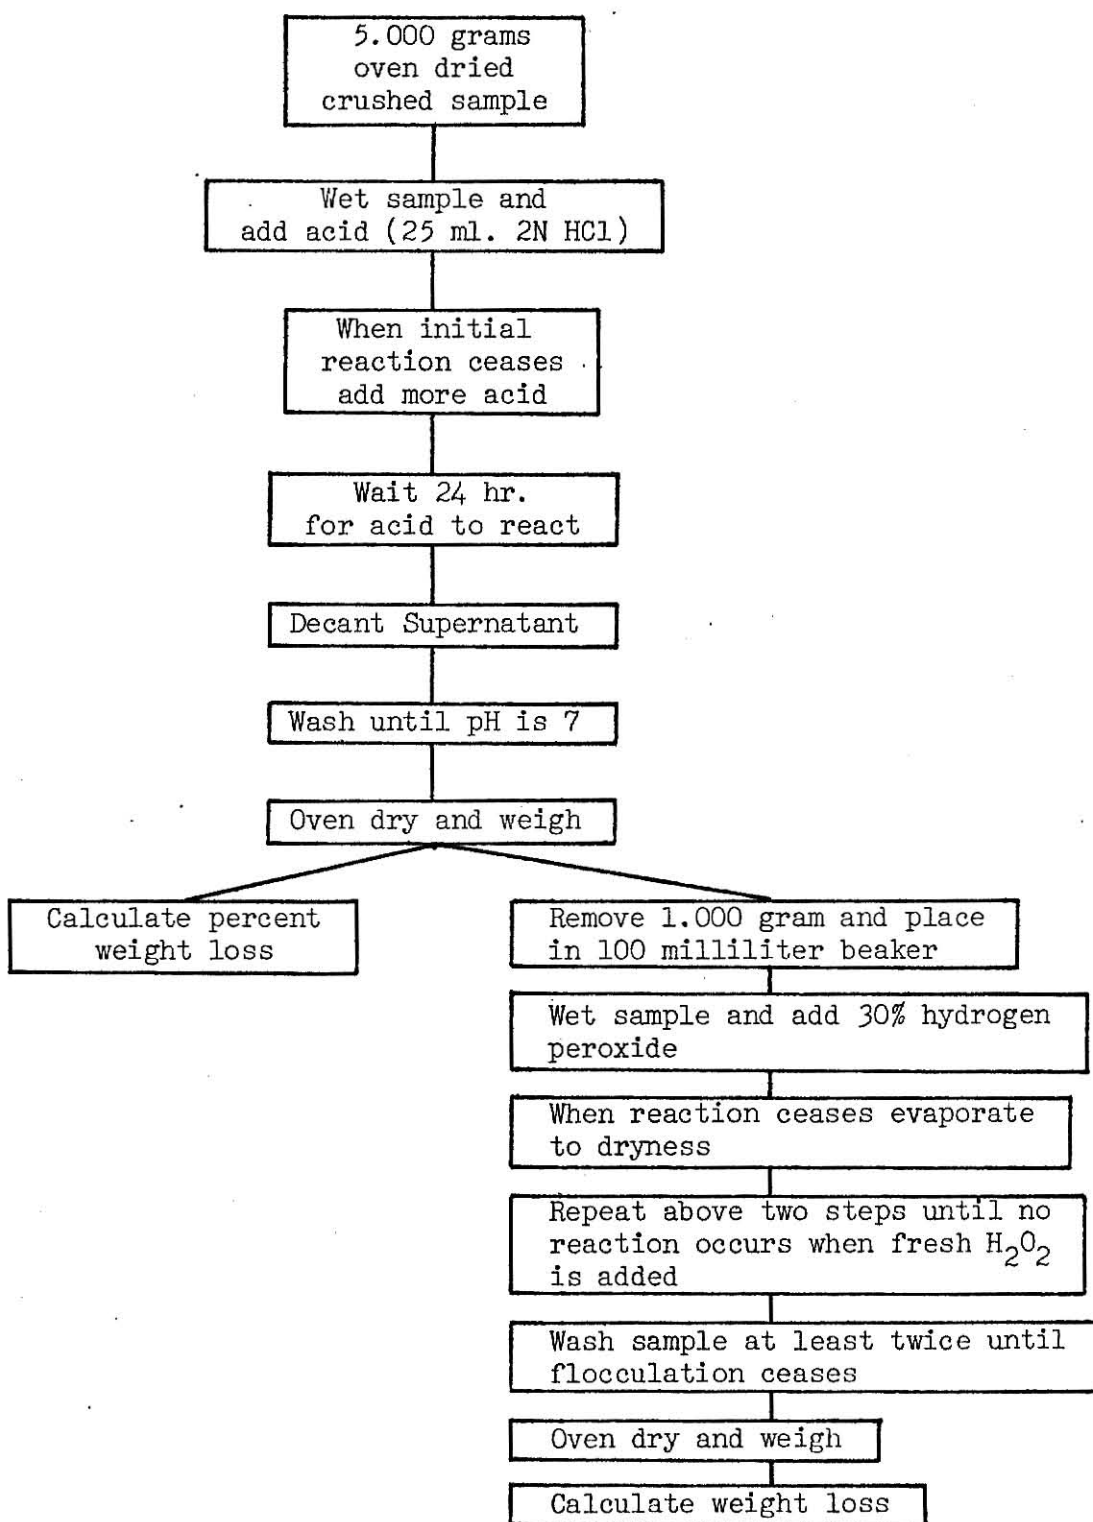 5.000 grams
oven dried
crushed sample
Wet sample and
add acid (25 ml. 2N HCl)
When initial
reaction ceases
add more acid
Wait 24 hr.
for acid to react
Decant Supernatant
Wash until pH is 7
Oven dry and weigh
Calculate percent
weight loss
Remove 1.000 gram and place
in 100 milliliter beaker
Wet sample and add 30% hydrogen
peroxide
When reaction ceases evaporate
to dryness
Repeat above two steps until no
reaction occurs when fresh H₂O₂
is added
Wash sample at least twice until
flocculation ceases
Oven dry and weigh
Calculate weight loss